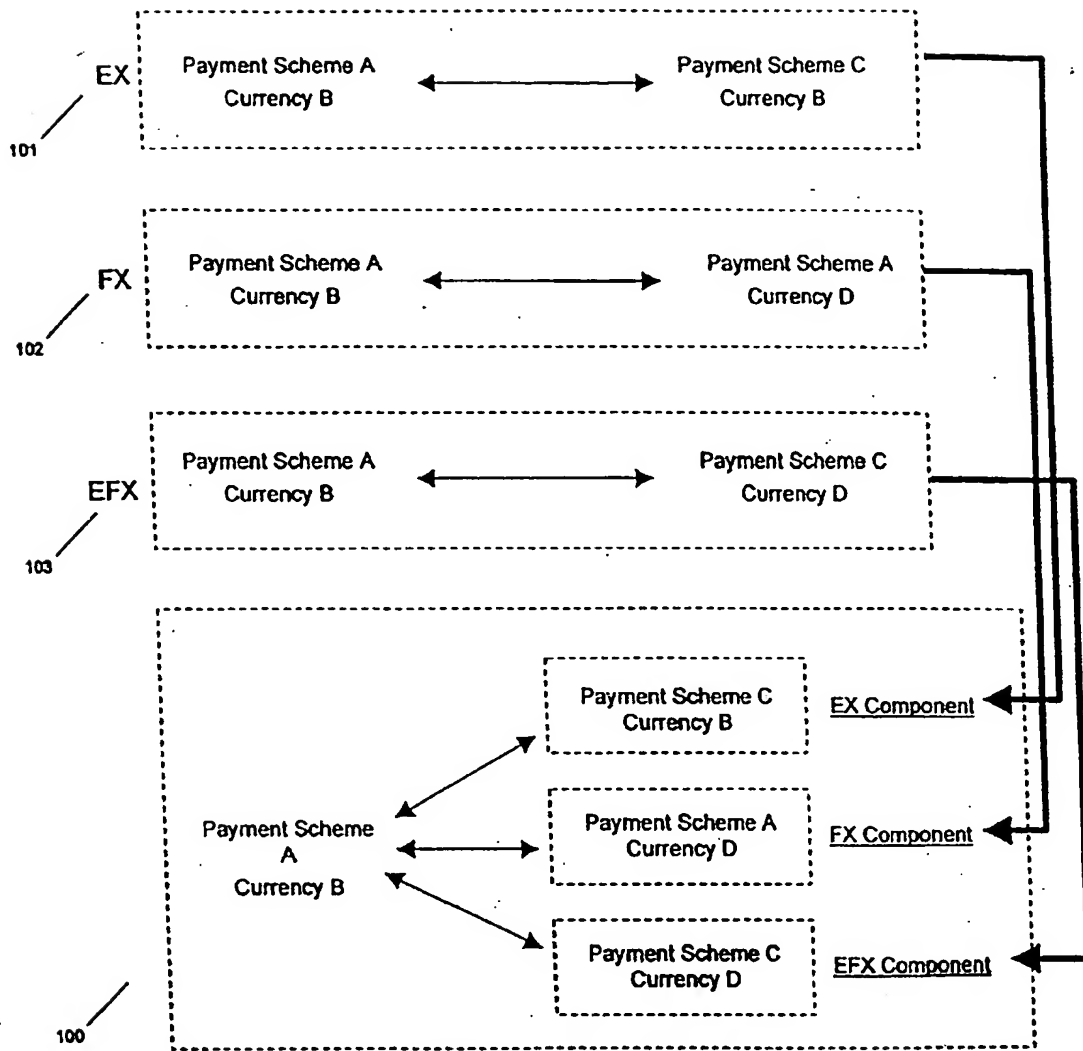 EX
Payment Scheme A
Currency B
Payment Scheme C
Currency B
101
FX
Payment Scheme A
Currency B
Payment Scheme A
Currency D
102
EFX
Payment Scheme A
Currency B
Payment Scheme C
Currency D
103
Payment Scheme C
Currency B
EX Component
Payment Scheme
A
Currency B
Payment Scheme A
Currency D
FX Component
Payment Scheme C
Currency D
EFX Component
100